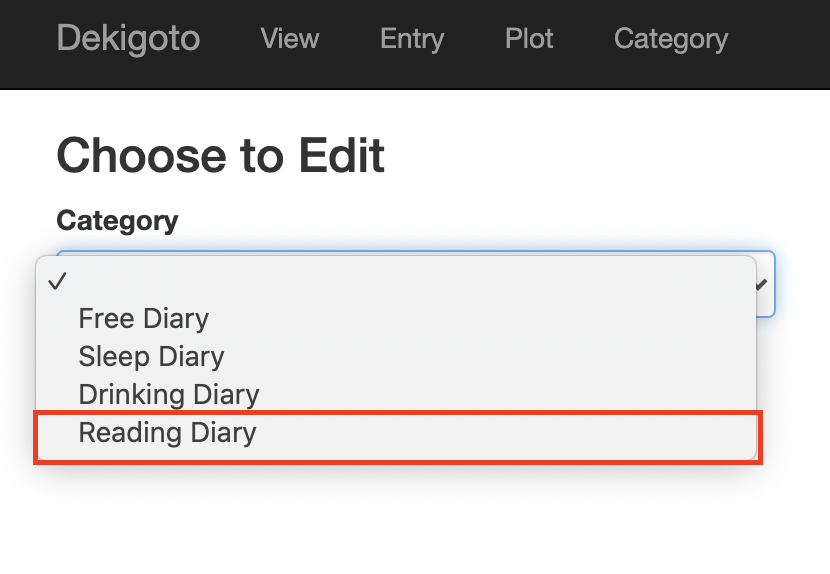 Dekigoto View Entry Plot Category
Choose to Edit
Category
Free Diary
Sleep Diary
Drinking Diary
Reading Diary